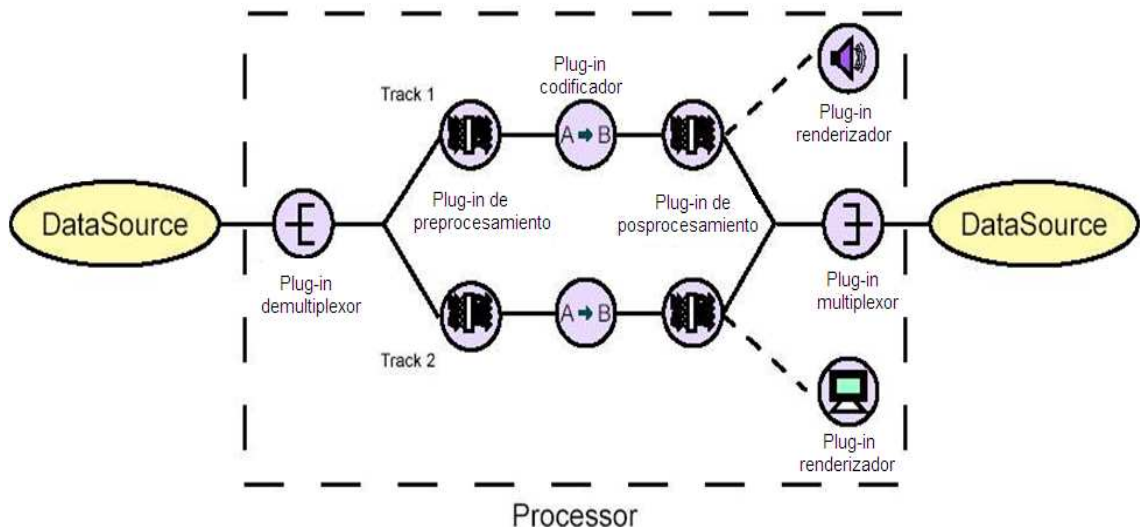 Plug-in
codificador
Track 1
Plug-in
renderizador
A B
Plug-in de
preprocesamiento
Plug-in de
posprocesamiento
DataSource
DataSource
Plug-in
demultiplexor
Plug-in
multiplexor
A B
Track 2
Plug-in
renderizador
Processor